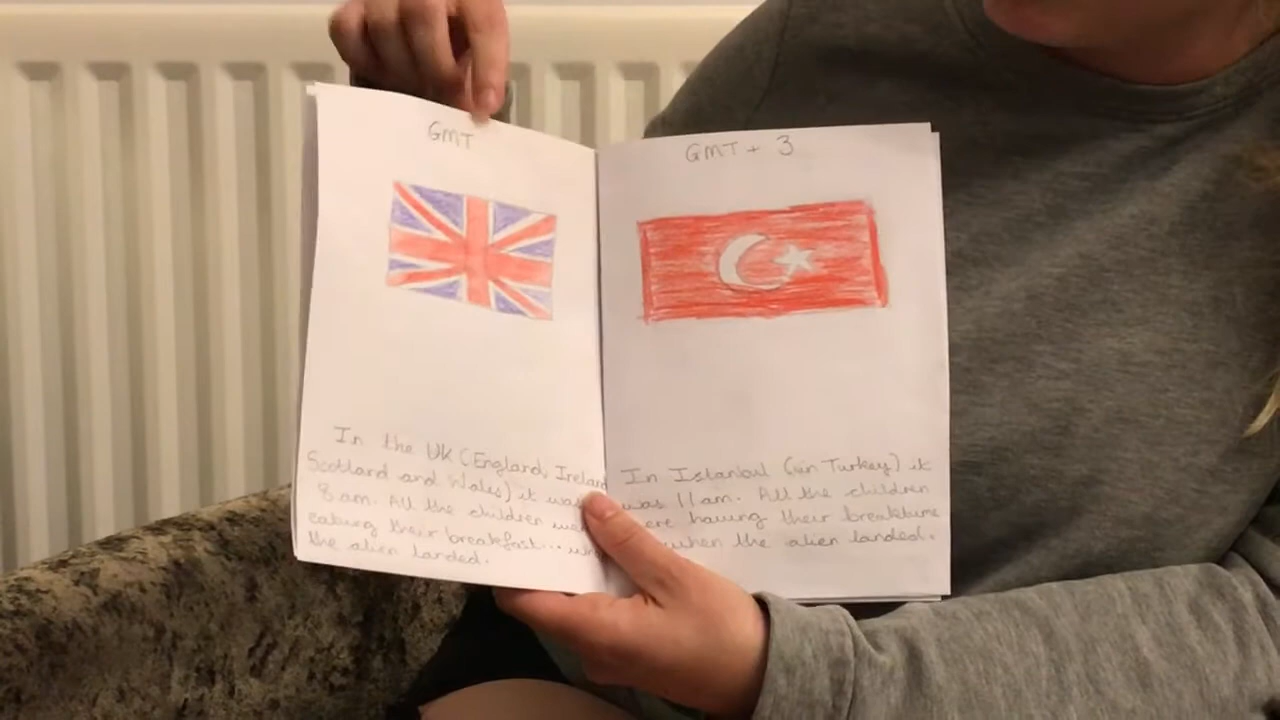 GMT
In the UK (England, Ireland
Scotland and Wales) it was
8am. All the children
eating their breakfast...
the alien landed.
GMT + 3
In Istanbul (in Turkey) it
was 11am. All the children
were having their breaktime
when the alien landed.